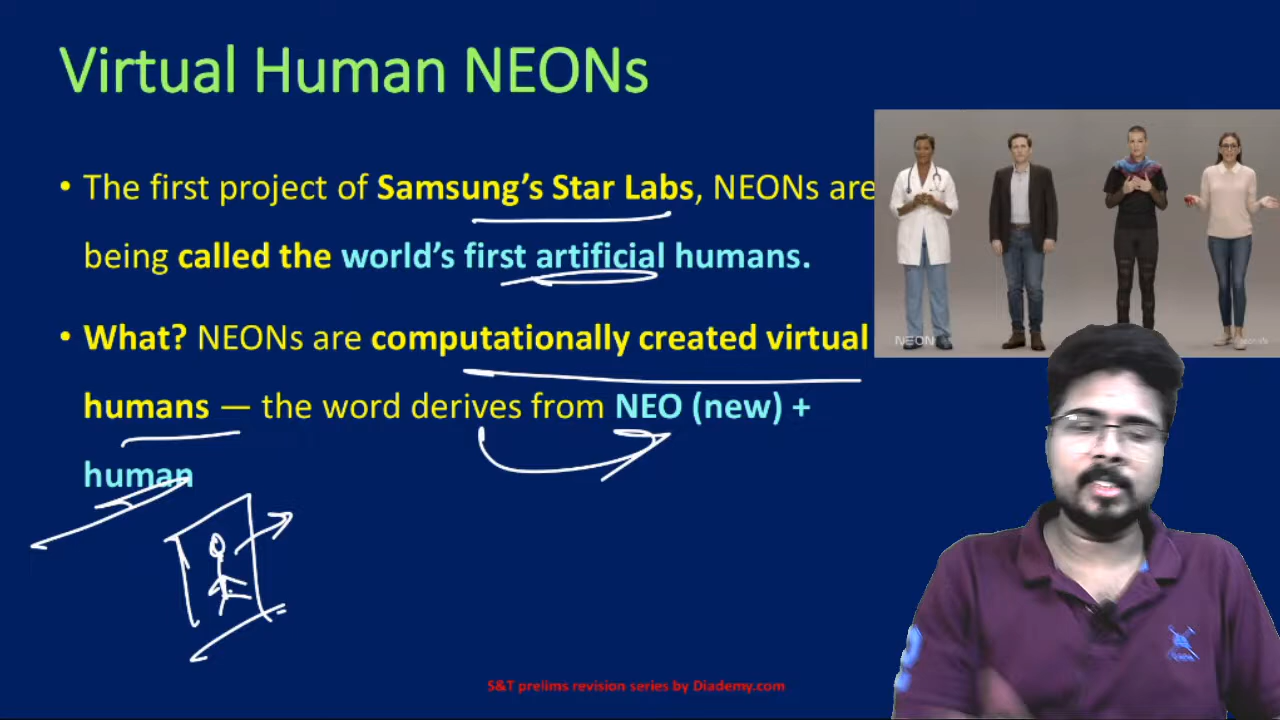 Virtual Human NEONs
• The first project of Samsung's Star Labs, NEONs are
being called the world's first artificial humans.
• What? NEONs are computationally created virtual
humans — the word derives from NEO (new) +
human
NEON
S&T prelims revision series by Diademy.com